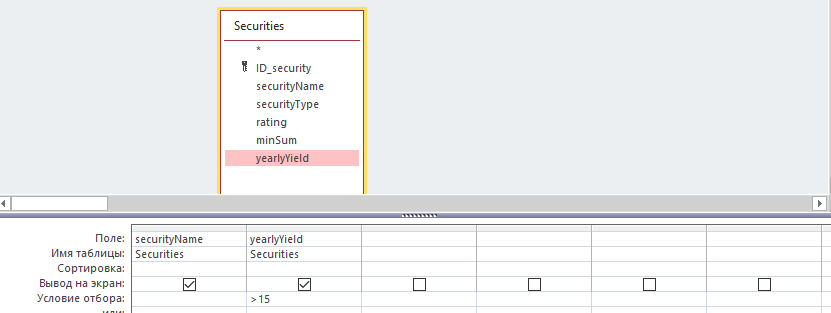 Securities
*
ID_security
securityName
securityType
rating
minSum
yearlyYield
Поле: securityName yearlyYield
Имя таблицы: Securities Securities
Сортировка:
Вывод на экран:
Условие отбора: >15
или: